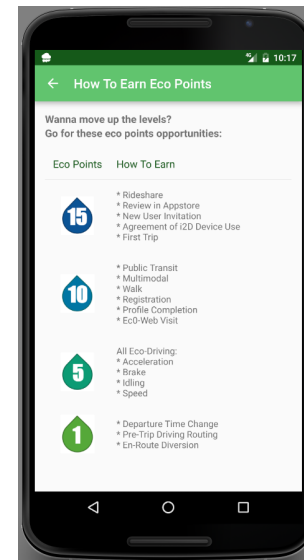 4G 10:17
← How To Earn Eco Points
Wanna move up the levels?
Go for these eco points opportunities:
Eco Points How To Earn
15
* Rideshare
* Review in Appstore
* New User Invitation
* Agreement of i2D Device Use
* First Trip
10
* Public Transit
* Multimodal
* Walk
* Registration
* Profile Completion
* Ec0-Web Visit
5
All Eco-Driving:
* Acceleration
* Brake
* Idling
* Speed
1
* Departure Time Change
* Pre-Trip Driving Routing
* En-Route Diversion